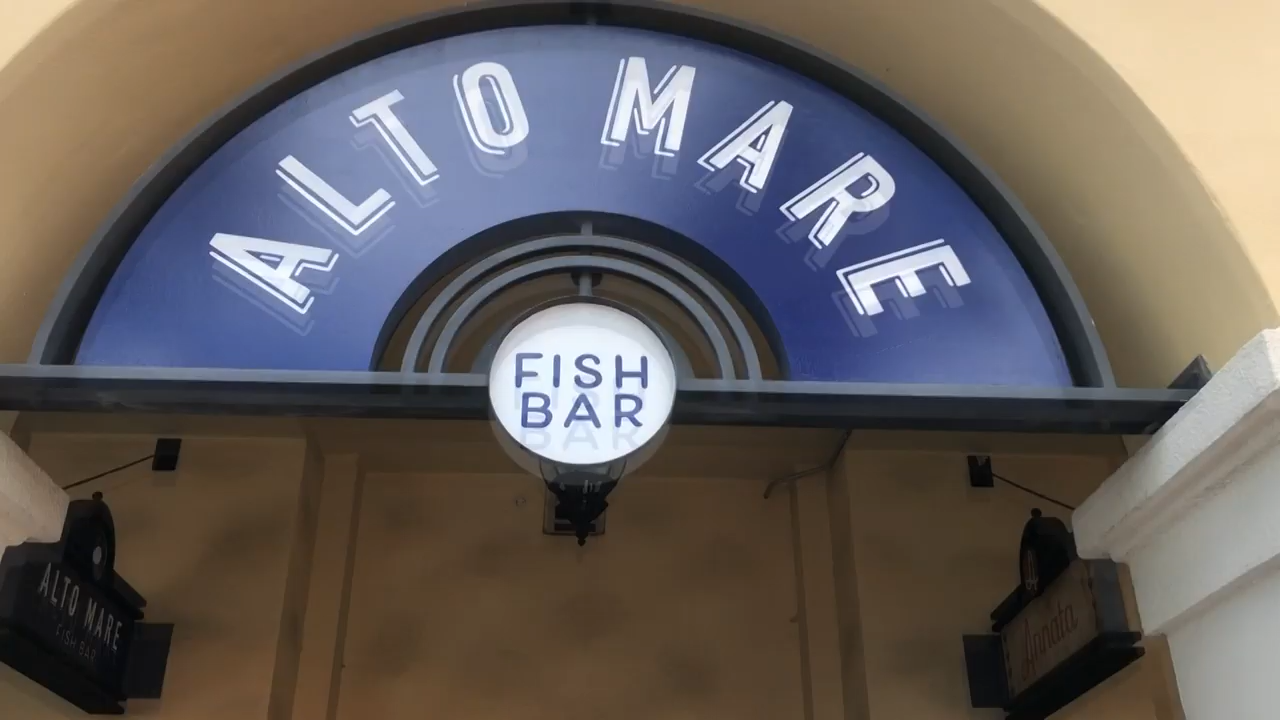 ALTO MARE
FISH
BAR
ALTO MARE
FISH BAR
Annata